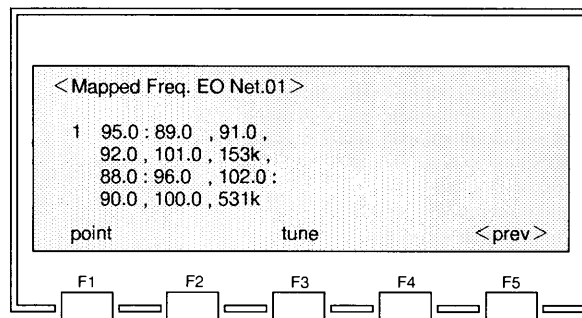 <Mapped Freq. EO Net.01>
1 95.0 : 89.0 , 91.0 ,
92.0 , 101.0 , 153k ,
88.0 : 96.0 , 102.0 :
90.0 , 100.0 , 531k
point tune <prev>
F1 F2 F3 F4 F5